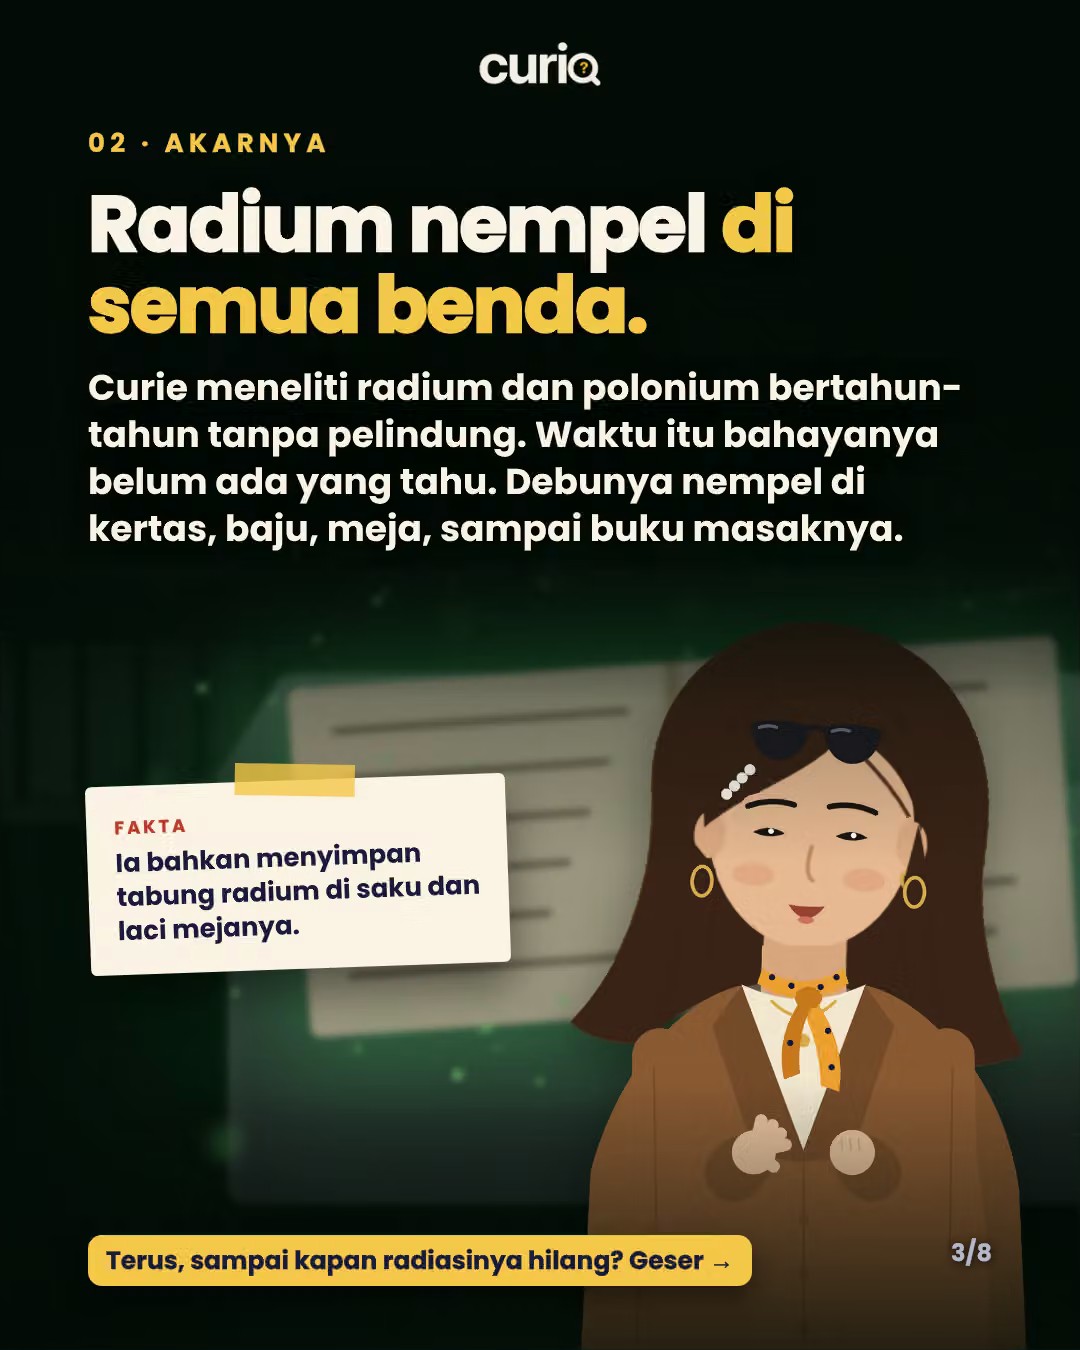 curio
02 · AKARNYA
Radium nempel di
semua benda.
Curie meneliti radium dan polonium bertahun-
tahun tanpa pelindung. Waktu itu bahayanya
belum ada yang tahu. Debunya nempel di
kertas, baju, meja, sampai buku masaknya.
FAKTA
Ia bahkan menyimpan
tabung radium di saku dan
laci mejanya.
Terus, sampai kapan radiasinya hilang? Geser →
3/8